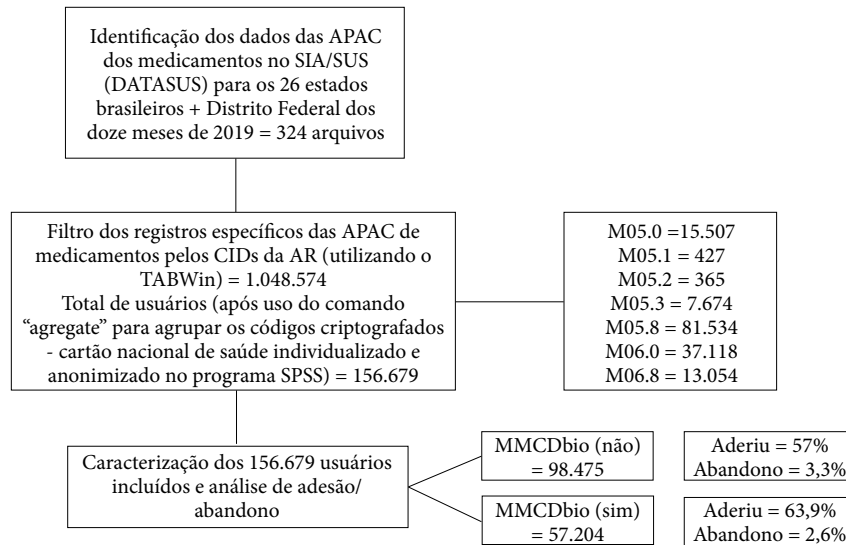 Identificação dos dados das APAC
dos medicamentos no SIA/SUS
(DATASUS) para os 26 estados
brasileiros + Distrito Federal dos
doze meses de 2019 = 324 arquivos
Filtro dos registros específicos das APAC de
medicamentos pelos CIDs da AR (utilizando o
TABWin) = 1.048.574
Total de usuários (após uso do comando
“agregate” para agrupar os códigos criptografados
- cartão nacional de saúde individualizado e
anonimizado no programa SPSS) = 156.679
M05.0 =15.507
M05.1 = 427
M05.2 = 365
M05.3 = 7.674
M05.8 = 81.534
M06.0 = 37.118
M06.8 = 13.054
Caracterização dos 156.679 usuários
incluídos e análise de adesão/
abandono
MMCDbio (não)
= 98.475
Aderiu = 57%
Abandono = 3,3%
MMCDbio (sim)
= 57.204
Aderiu = 63,9%
Abandono = 2,6%